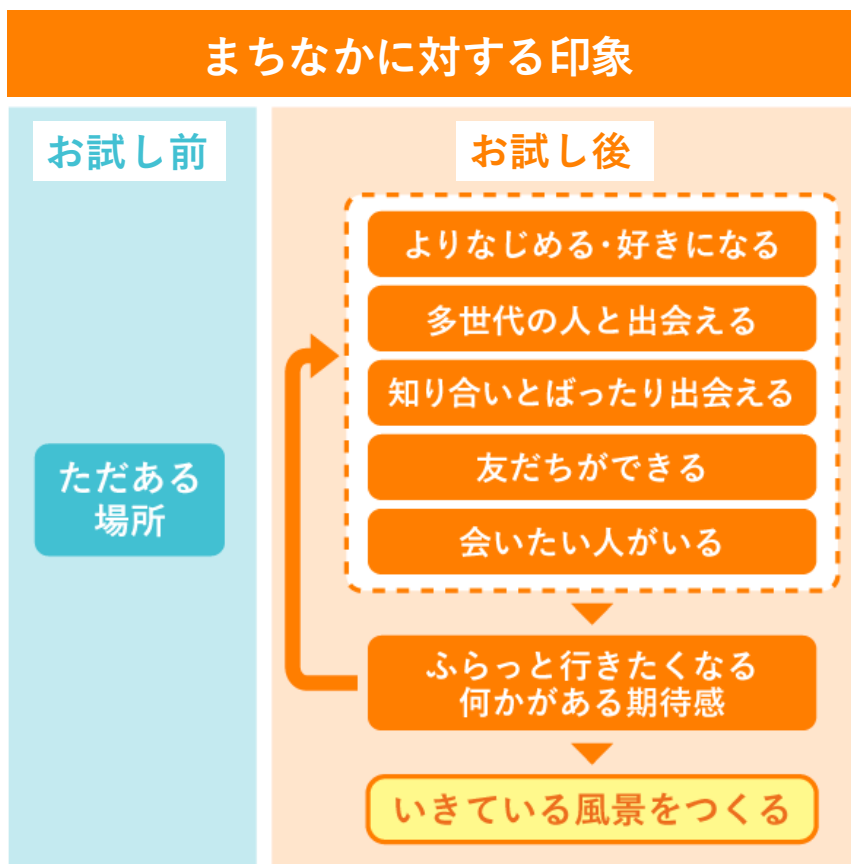 まちなかに対する印象
お試し前
ただある
場所
お試し後
よりなじめる・好きになる
多世代の人と出会える
知り合いとばったり出会える
友だちができる
会いたい人がいる
ふらっと行きたくなる
何かがある期待感
いきている風景をつくる